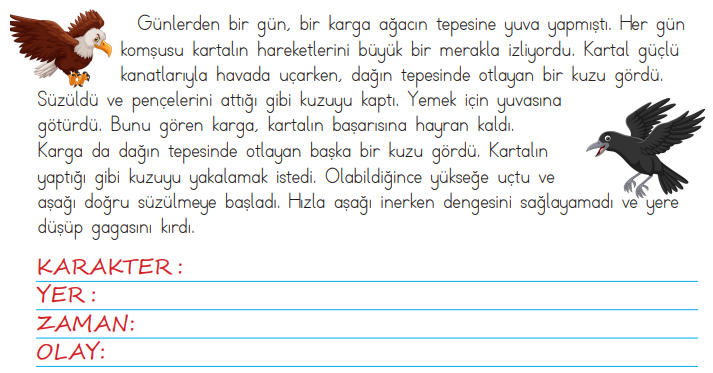 Günlerden bir gün, bir karga ağacın tepesine yuva yapmıştı. Her gün
komşusu kartalın hareketlerini büyük bir merakla izliyordu. Kartal güçlü
kanatlarıyla havada uçarken, dağın tepesinde otlayan bir kuzu gördü.
Süzüldü ve pençelerini attığı gibi kuzuyu kaptı. Yemek için yuvasına
götürdü. Bunu gören karga, kartalın başarısına hayran kaldı.
Karga da dağın tepesinde otlayan başka bir kuzu gördü. Kartalın
yaptığı gibi kuzuyu yakalamak istedi. Olabildiğince yükseğe uçtu ve
aşağı doğru süzülmeye başladı. Hızla aşağı inerken dengesini sağlayamadı ve yere
düşüp gagasını kırdı.
KARAKTER :
YER :
ZAMAN:
OLAY: